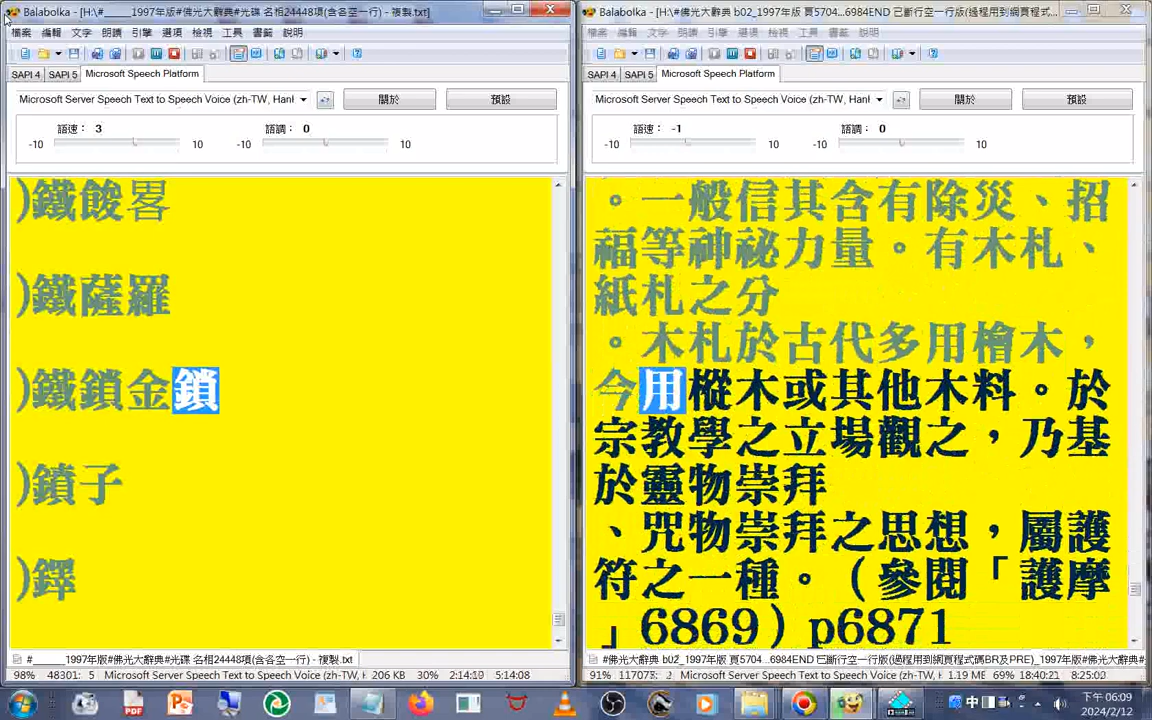 Balabolka - [H:\#_____1997年版#佛光大辭典#光碟 名相24448項(含各空一行) - 複製.txt]
檔案 編輯 文字 朗讀 引擎 選項 檢視 工具 書籤 說明
SAPI 4 SAPI 5 Microsoft Speech Platform
Microsoft Server Speech Text to Speech Voice (zh-TW, Hanl
關於 預設
語速： 3 語調： 0
-10 10 -10 10
)鐵餕畧
)鐵薩羅
)鐵鎖金鎖
)鑕子
)鐸
#_____1997年版#佛光大辭典#光碟 名相24448項(含各空一行) - 複製.txt
98% 48301: 5 Microsoft Server Speech Text to Speech Voice (zh-TW, H 206 KB 30% 2:14:10 5:14:08
Balabolka - [H:\#佛光大辭典 b02_1997年版 頁5704...6984END 已斷行空一行版(過程用到網頁程式...
檔案 編輯 文字 朗讀 引擎 選項 檢視 工具 書籤 說明
SAPI 4 SAPI 5 Microsoft Speech Platform
Microsoft Server Speech Text to Speech Voice (zh-TW, Hanl
關於 預設
語速： -1 語調： 0
-10 10 -10 10
。一般信其含有除災、招
福等神祕力量。有木札、
紙札之分
。木札於古代多用檜木，
今用樅木或其他木料。於
宗教學之立場觀之，乃基
於靈物崇拜
、咒物崇拜之思想，屬護
符之一種。（參閱「護摩
」6869）p6871
#佛光大辭典 b02_1997年版 頁5704...6984END 已斷行空一行版(過程用到網頁程式碼BR及PRE)_1997年版#佛光大辭典#
91% 117073: 2 Microsoft Server Speech Text to Speech Voice (zh-TW, H 1.19 MB 69% 18:40:21 8:25:00
中
下午 06:09
2024/2/12